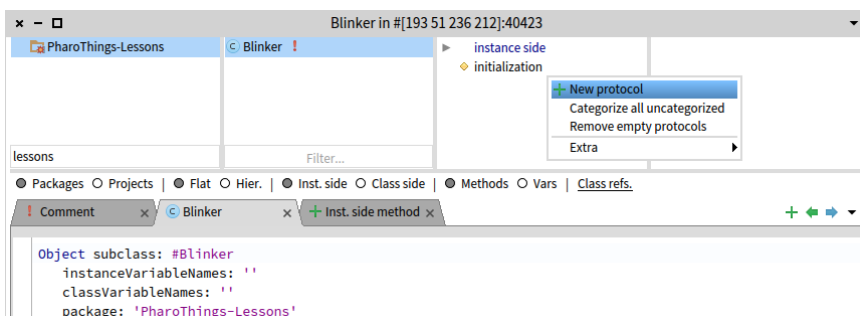 Blinker in #[193 51 236 212]:40423
PharoThings-Lessons
Blinker !
instance side
initialization
New protocol
Categorize all uncategorized
Remove empty protocols
Extra
lessons
Filter...
Packages Projects | Flat Hier. | Inst. side Class side | Methods Vars | Class refs.
! Comment x Blinker x Inst. side method x
Object subclass: #Blinker
instanceVariableNames: ''
classVariableNames: ''
package: 'PharoThings-Lessons'